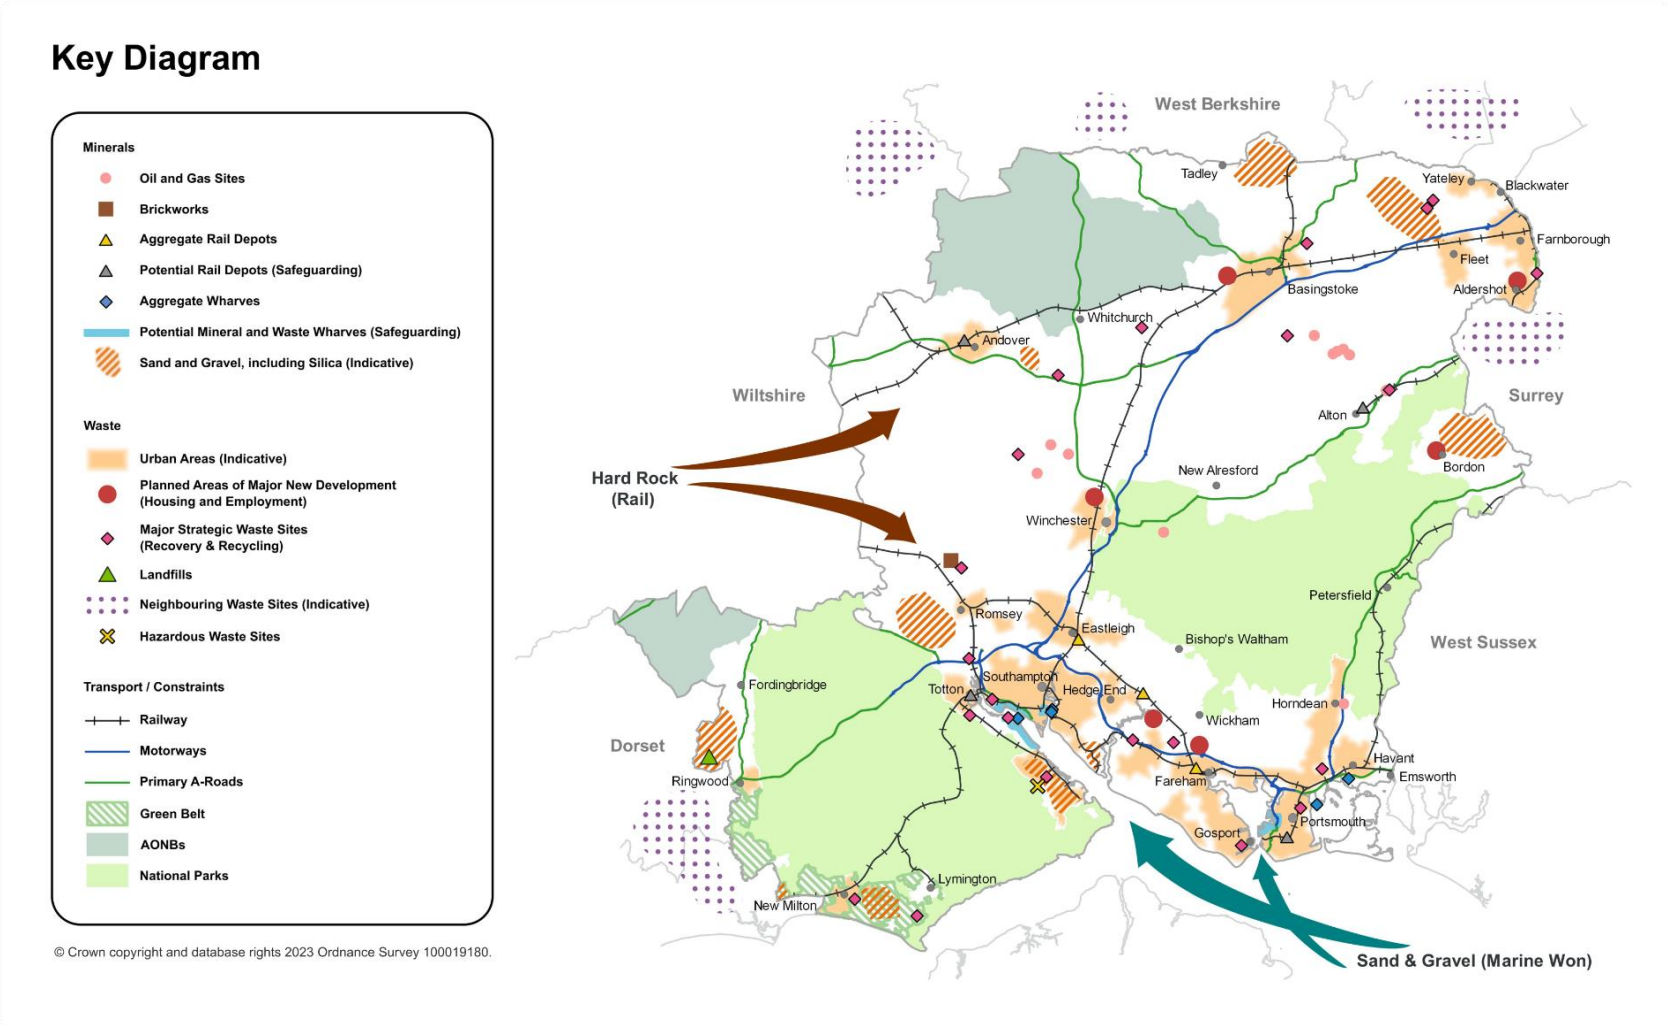 Key Diagram
Minerals
Oil and Gas Sites
Brickworks
Aggregate Rail Depots
Potential Rail Depots (Safeguarding)
Aggregate Wharves
Potential Mineral and Waste Wharves (Safeguarding)
Sand and Gravel, including Silica (Indicative)
Waste
Urban Areas (Indicative)
Planned Areas of Major New Development
(Housing and Employment)
Major Strategic Waste Sites
(Recovery & Recycling)
Landfills
Neighbouring Waste Sites (Indicative)
Hazardous Waste Sites
Transport / Constraints
Railway
Motorways
Primary A-Roads
Green Belt
AONBs
National Parks
© Crown copyright and database rights 2023 Ordnance Survey 100019180.
West Berkshire
Tadley
Yateley
Blackwater
Farnborough
Fleet
Basingstoke
Aldershot
Whitchurch
Andover
Wiltshire
Surrey
Alton
Bordon
New Alresford
Hard Rock
(Rail)
Winchester
Petersfield
Romsey
Eastleigh
Bishop's Waltham
West Sussex
Fordingbridge
Southampton
Totton
Hedge End
Horndean
Wickham
Dorset
Ringwood
Fareham
Havant
Emsworth
Portsmouth
Gosport
Lymington
New Milton
Sand & Gravel (Marine Won)